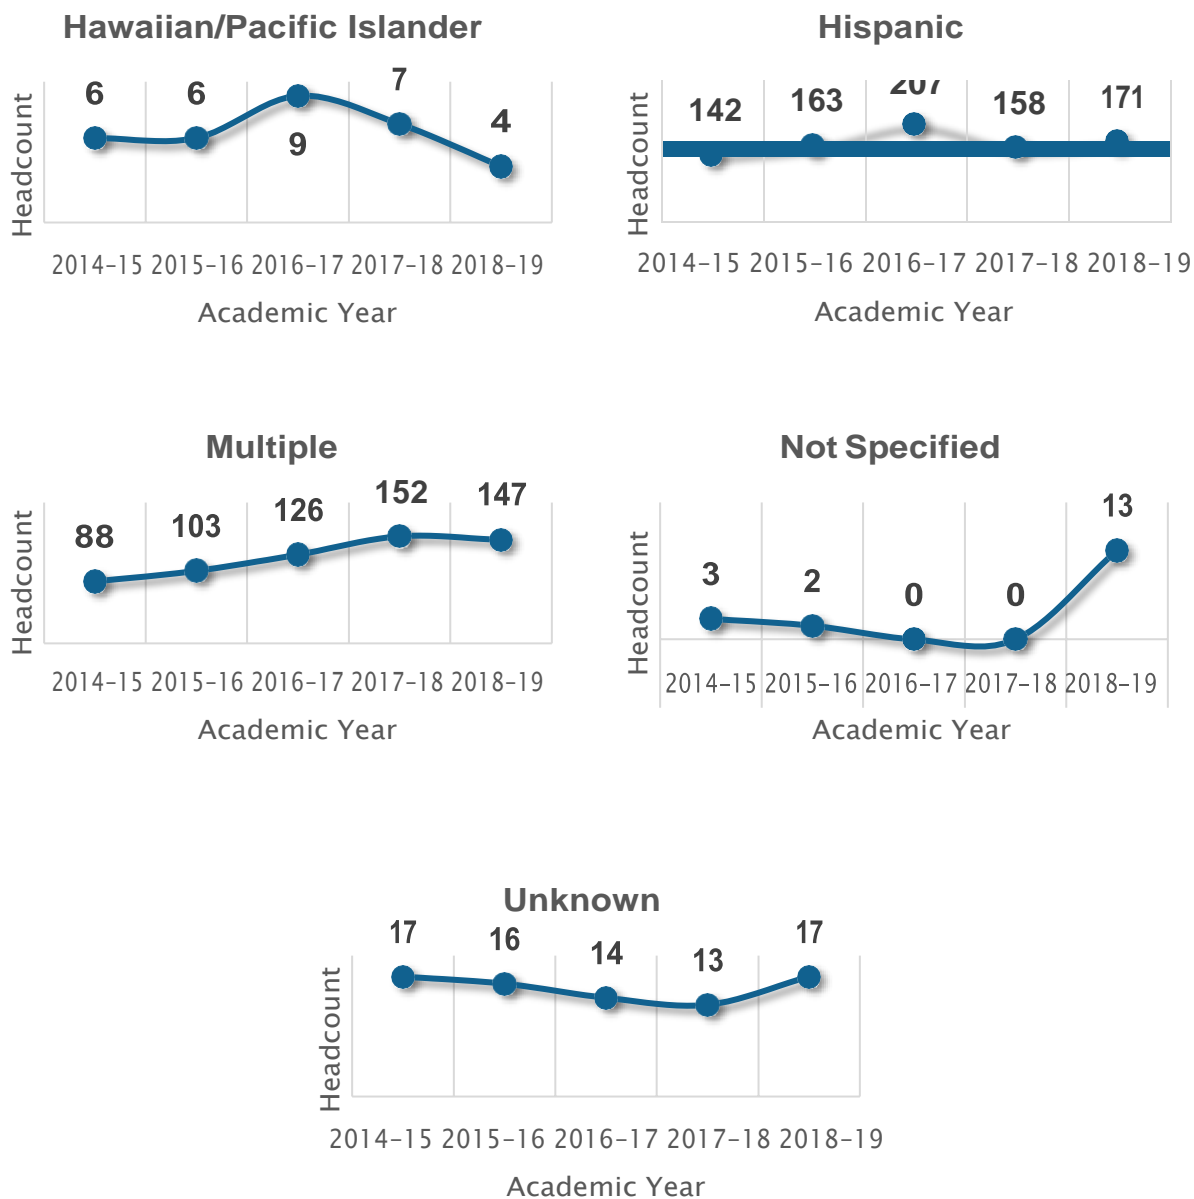 Hawaiian/Pacific Islander
6 6 9 7 4
Headcount
2014-15 2015-16 2016-17 2017-18 2018-19
Academic Year
Hispanic
142 163 207 158 171
Headcount
2014-15 2015-16 2016-17 2017-18 2018-19
Academic Year
Multiple
88 103 126 152 147
Headcount
2014-15 2015-16 2016-17 2017-18 2018-19
Academic Year
Not Specified
3 2 0 0 13
Headcount
2014-15 2015-16 2016-17 2017-18 2018-19
Academic Year
Unknown
17 16 14 13 17
Headcount
2014-15 2015-16 2016-17 2017-18 2018-19
Academic Year